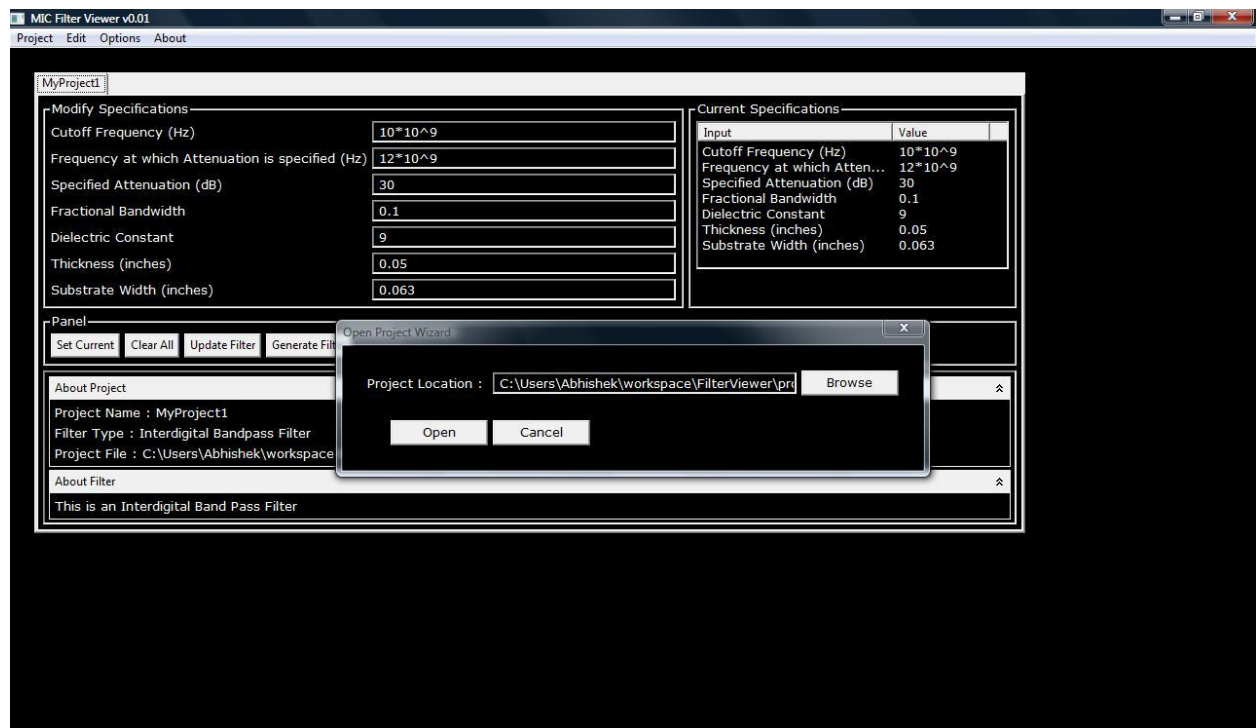 MIC Filter Viewer v0.01
Project Edit Options About
MyProject1
Modify Specifications
Cutoff Frequency (Hz) 10*10^9
Frequency at which Attenuation is specified (Hz) 12*10^9
Specified Attenuation (dB) 30
Fractional Bandwidth 0.1
Dielectric Constant 9
Thickness (inches) 0.05
Substrate Width (inches) 0.063
Current Specifications
Input Value
Cutoff Frequency (Hz) 10*10^9
Frequency at which Atten... 12*10^9
Specified Attenuation (dB) 30
Fractional Bandwidth 0.1
Dielectric Constant 9
Thickness (inches) 0.05
Substrate Width (inches) 0.063
Panel
Set Current Clear All Update Filter Generate Filt
Open Project Wizard
Project Location : C:\Users\Abhishek\workspace\FilterViewer\pro Browse
Open Cancel
About Project
Project Name : MyProject1
Filter Type : Interdigital Bandpass Filter
Project File : C:\Users\Abhishek\workspace
About Filter
This is an Interdigital Band Pass Filter